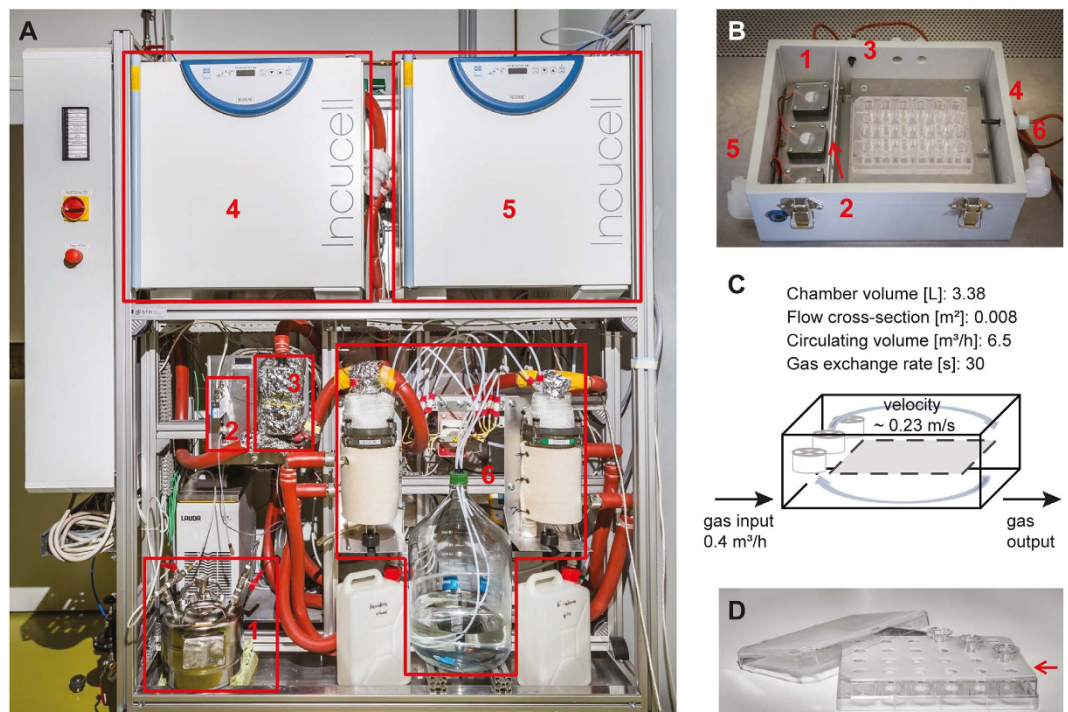 A
Incucell
Incucell
4
5
3
2
6
LAUDA
1
B
1
3
4
5
6
2
C
Chamber volume [L]: 3.38
Flow cross-section [m²]: 0.008
Circulating volume [m³/h]: 6.5
Gas exchange rate [s]: 30
velocity
~ 0.23 m/s
gas input
0.4 m³/h
gas
output
D